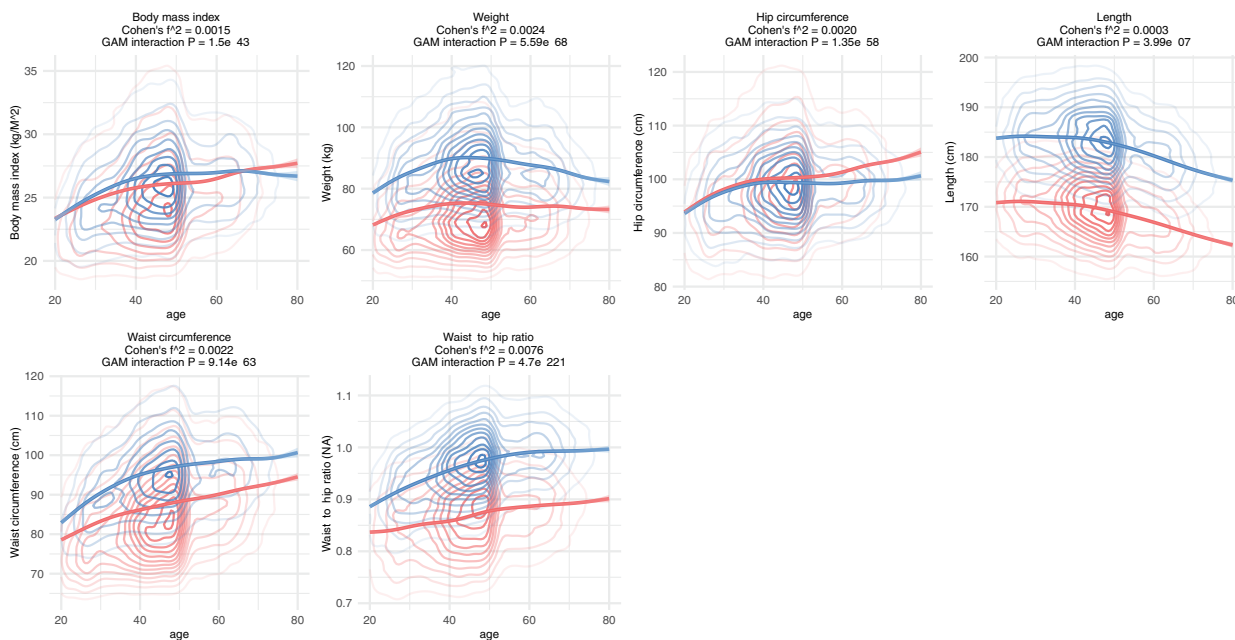 Body mass index
Cohen's f^2 = 0.0015
GAM interaction P = 1.5e 43
Body mass index (kg/M^2)
35
30
25
20
20
40
60
80
age
Weight
Cohen's f^2 = 0.0024
GAM interaction P = 5.59e 68
Weight (kg)
120
100
80
60
20
40
60
80
age
Hip circumference
Cohen's f^2 = 0.0020
GAM interaction P = 1.35e 58
Hip circumference (cm)
120
110
100
90
80
20
40
60
80
age
Length
Cohen's f^2 = 0.0003
GAM interaction P = 3.99e 07
Length (cm)
200
190
180
170
160
20
40
60
80
age
Waist circumference
Cohen's f^2 = 0.0022
GAM interaction P = 9.14e 63
Waist circumference (cm)
120
110
100
90
80
70
20
40
60
80
age
Waist to hip ratio
Cohen's f^2 = 0.0076
GAM interaction P = 4.7e 221
Waist to hip ratio (NA)
1.1
1.0
0.9
0.8
0.7
20
40
60
80
age